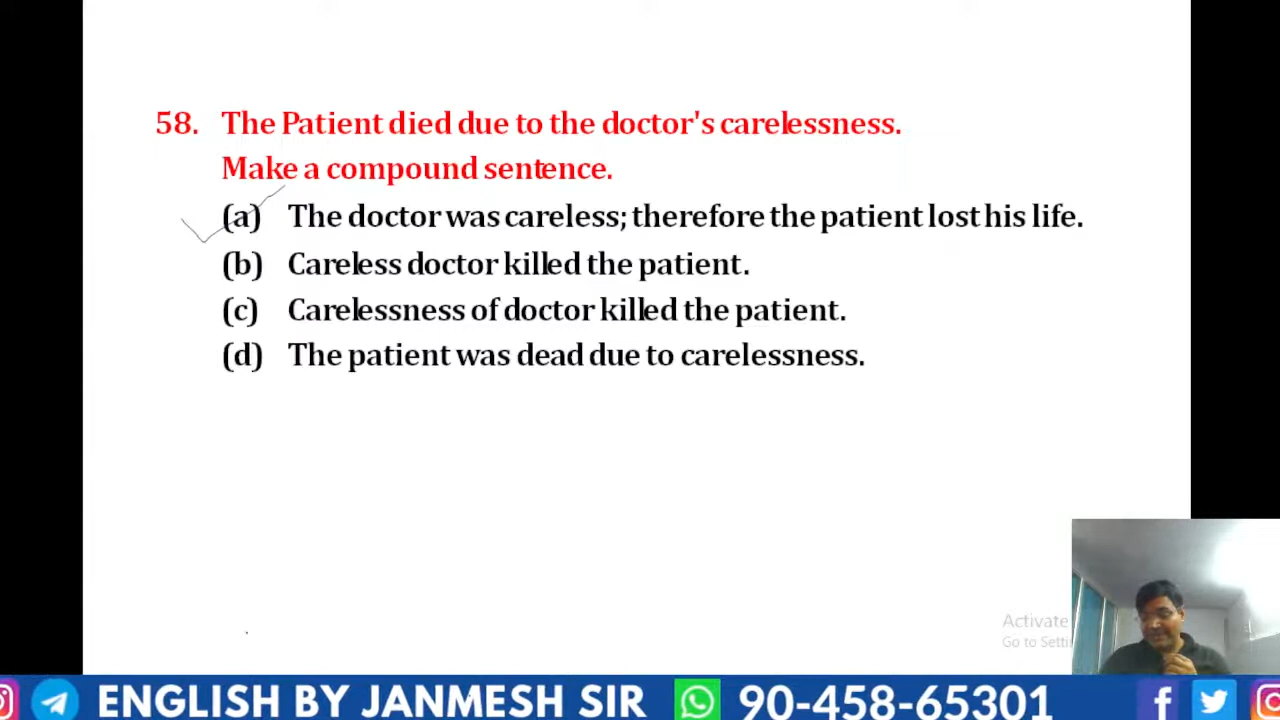 58. The Patient died due to the doctor's carelessness.
Make a compound sentence.
(a) The doctor was careless; therefore the patient lost his life.
(b) Careless doctor killed the patient.
(c) Carelessness of doctor killed the patient.
(d) The patient was dead due to carelessness.
Activate
Go to Setti
ENGLISH BY JANMESH SIR 90-458-65301